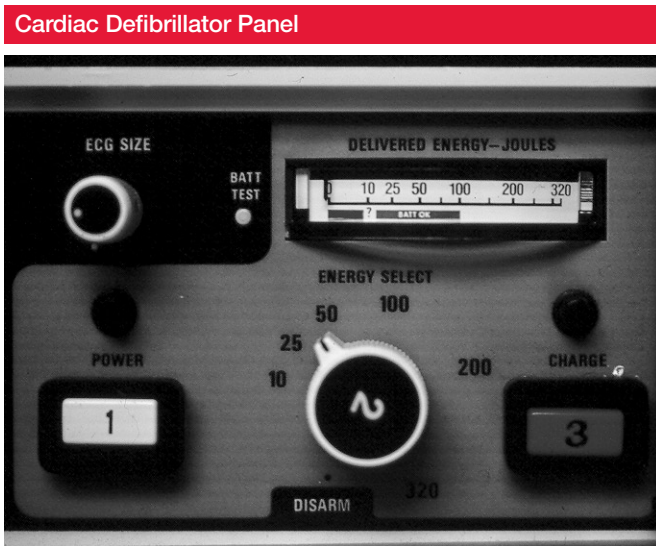 Cardiac Defibrillator Panel
ECG SIZE
DELIVERED ENERGY—JOULES
BATT
TEST
0 10 25 50 100 200 320
? BATT OK
ENERGY SELECT
50 100
25
10
200
POWER
CHARGE
1
2
3
320
DISARM